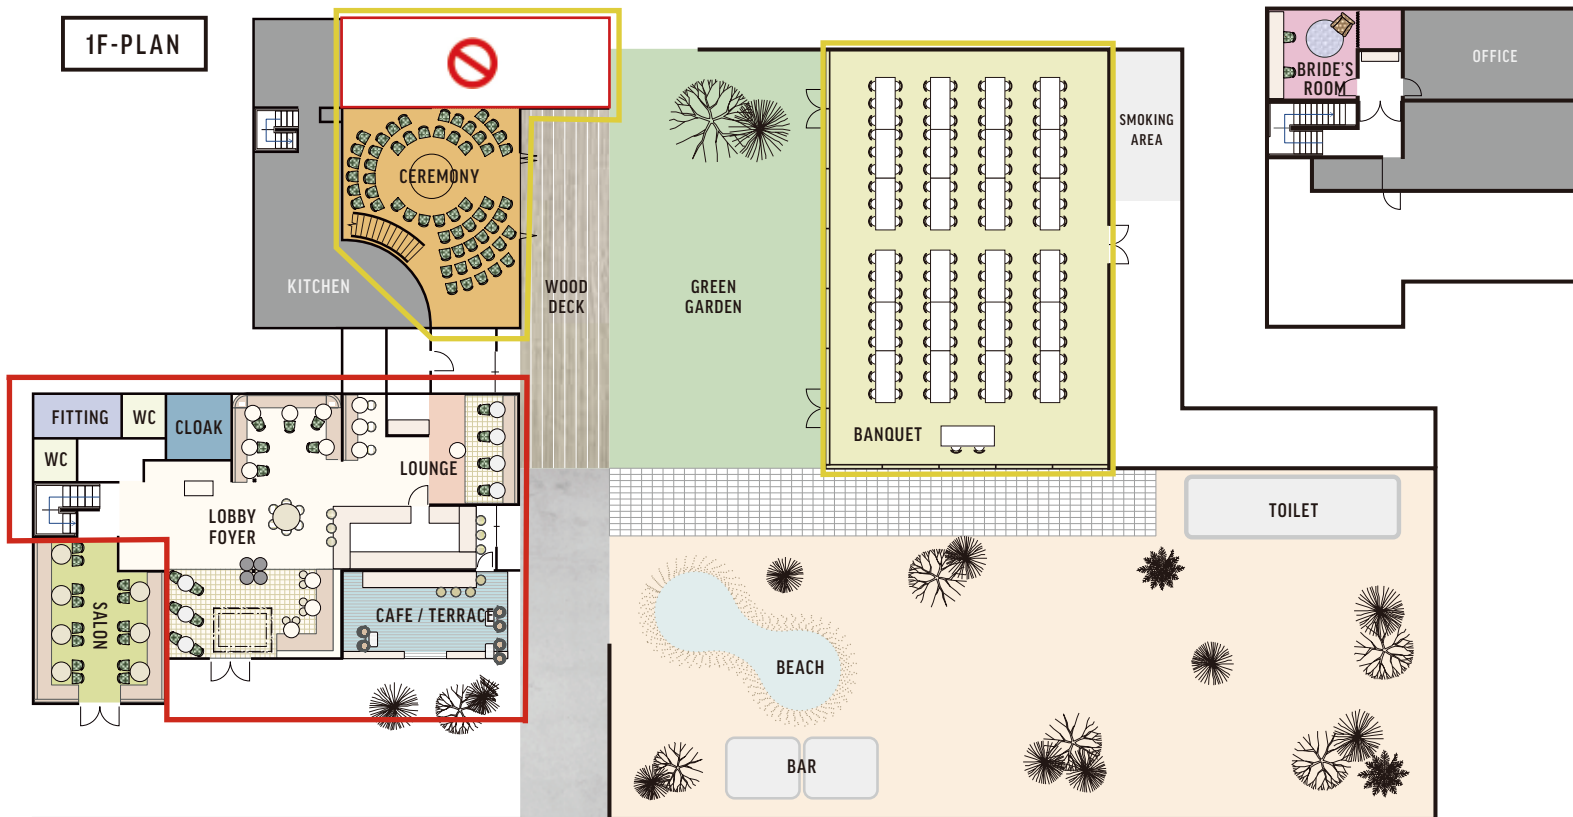 1F-PLAN
OFFICE
BRIDE'S
ROOM
SMOKING
AREA
CEREMONY
KITCHEN
WOOD
DECK
GREEN
GARDEN
BANQUET
FITTING
WC
CLOAK
WC
LOUNGE
LOBBY
FOYER
TOILET
SALON
CAFE / TERRACE
BEACH
BAR